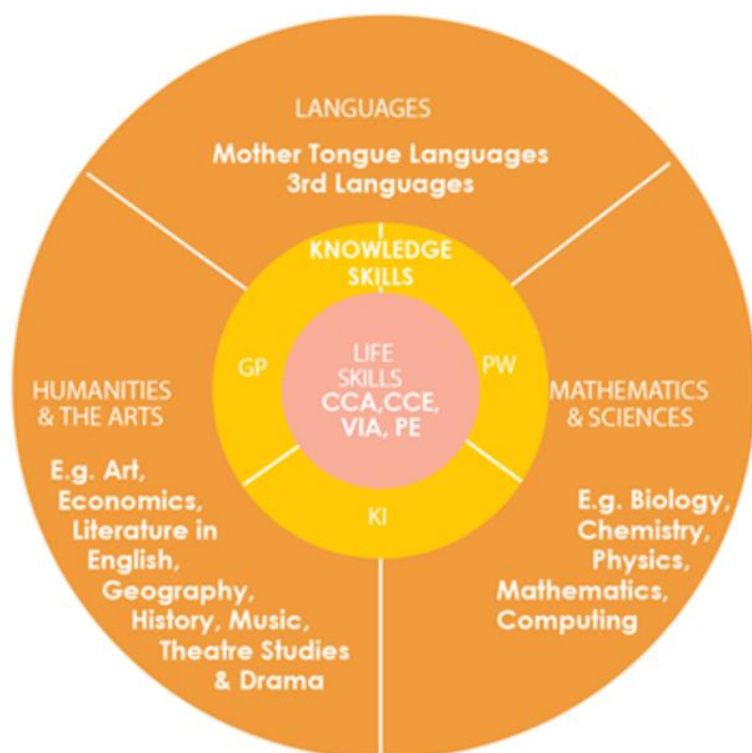 LANGUAGES
Mother Tongue Languages
3rd Languages
KNOWLEDGE
SKILLS
GP
PW
LIFE
SKILLS
CCA,CCE,
VIA, PE
KI
HUMANITIES
& THE ARTS
E.g. Art,
Economics,
Literature in
English,
Geography,
History, Music,
Theatre Studies
& Drama
MATHEMATICS
& SCIENCES
E.g. Biology,
Chemistry,
Physics,
Mathematics,
Computing